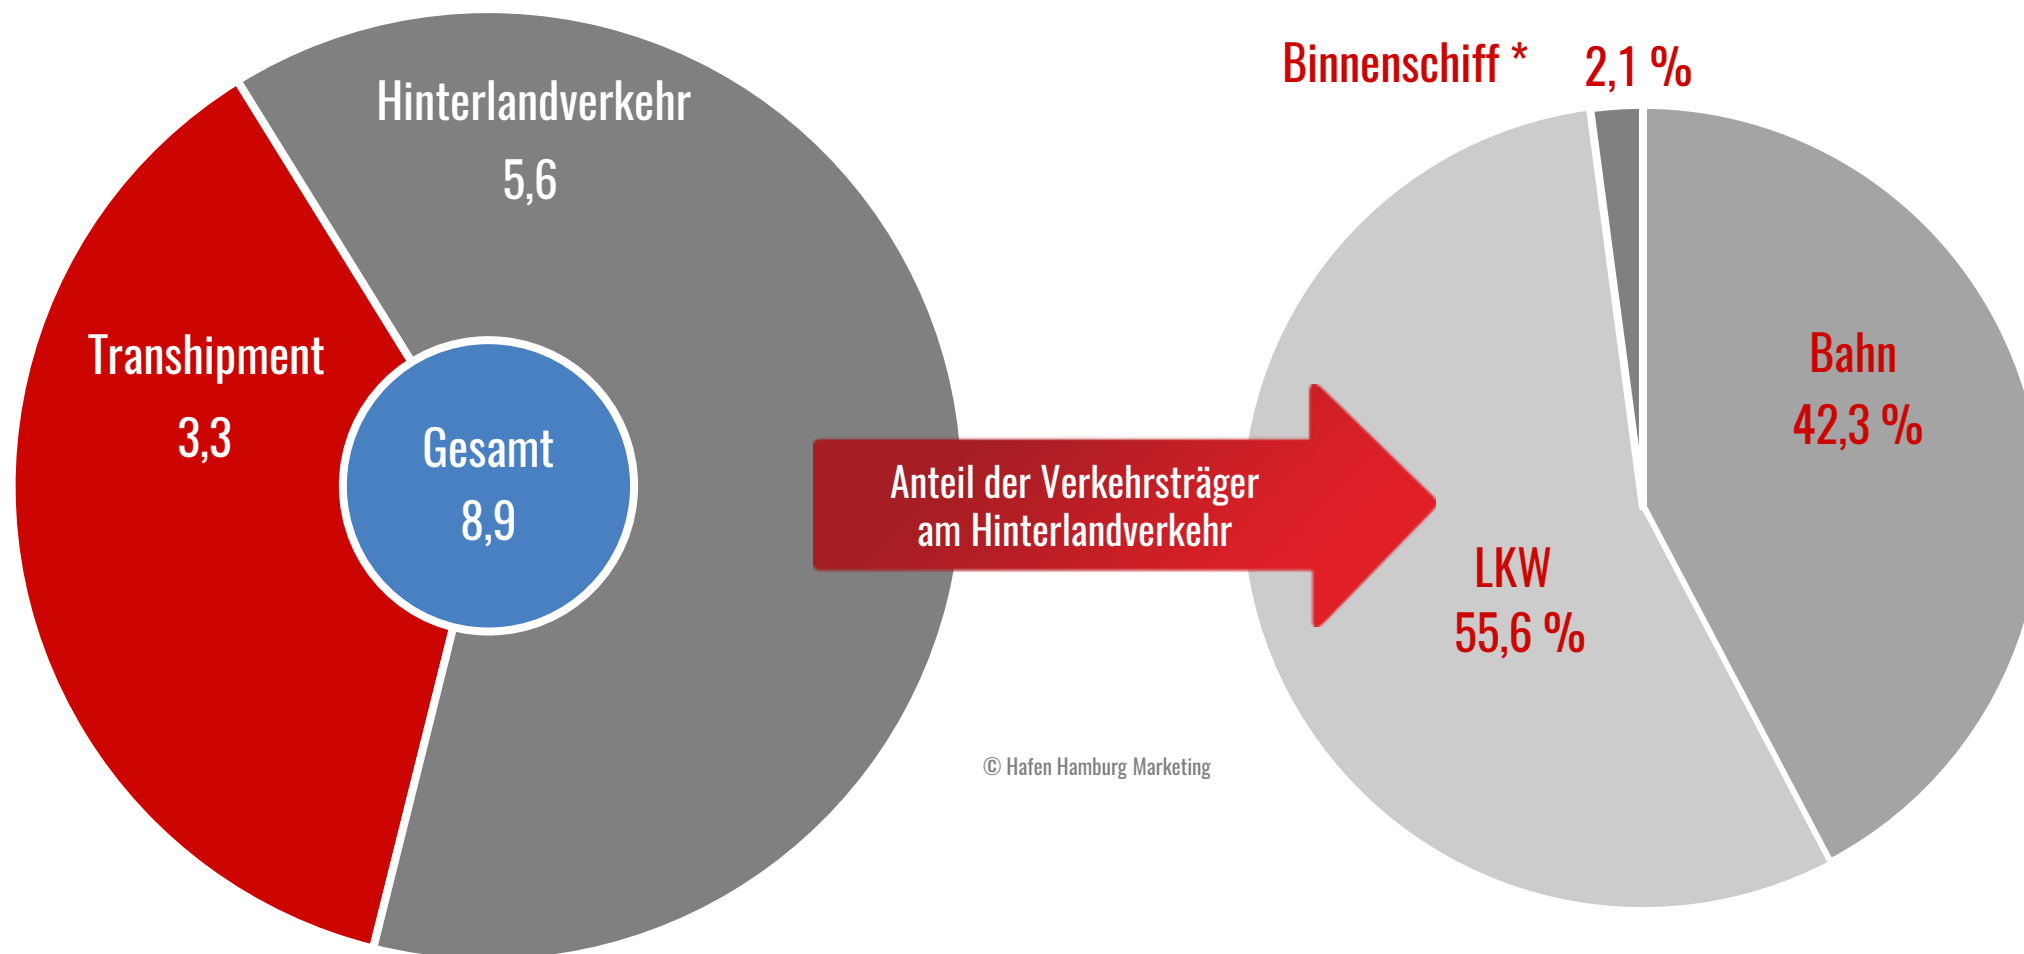 Hinterlandverkehr
5,6
Transhipment
3,3
Gesamt
8,9
Anteil der Verkehrsträger
am Hinterlandverkehr
Binnenschiff * 2,1 %
Bahn
42,3 %
LKW
55,6 %
© Hafen Hamburg Marketing